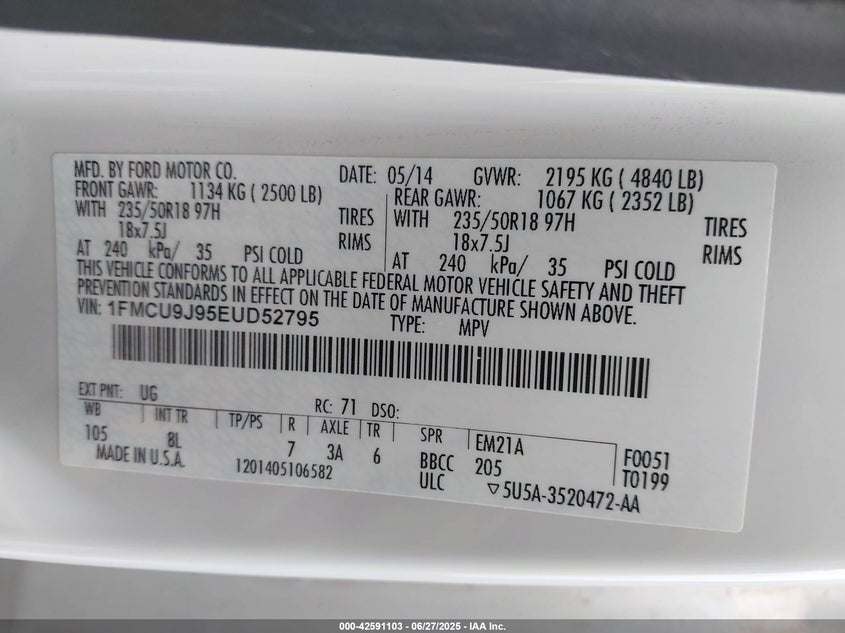 MFD. BY FORD MOTOR CO. DATE: 05/14 GVWR: 2195 KG ( 4840 LB)
FRONT GAWR: 1134 KG ( 2500 LB) REAR GAWR: 1067 KG ( 2352 LB)
WITH 235/50R18 97H TIRES WITH 235/50R18 97H TIRES
18x7.5J RIMS 18x7.5J RIMS
AT 240 kPa/ 35 PSI COLD AT 240 kPa/ 35 PSI COLD
THIS VEHICLE CONFORMS TO ALL APPLICABLE FEDERAL MOTOR VEHICLE SAFETY AND THEFT
PREVENTION STANDARDS IN EFFECT ON THE DATE OF MANUFACTURE SHOWN ABOVE.
VIN: 1FMCU9J95EUD52795 TYPE: MPV
EXT PNT: UG RC: 71 DSO:
WB INT TR TP/PS R AXLE TR SPR EM21A F0051
105 8L 7 3A 6 BBCC 205 T0199
MADE IN U.S.A. 1201405106582 ULC ▽5U5A-3520472-AA
000-42591103 - 06/27/2025 - IAA Inc.